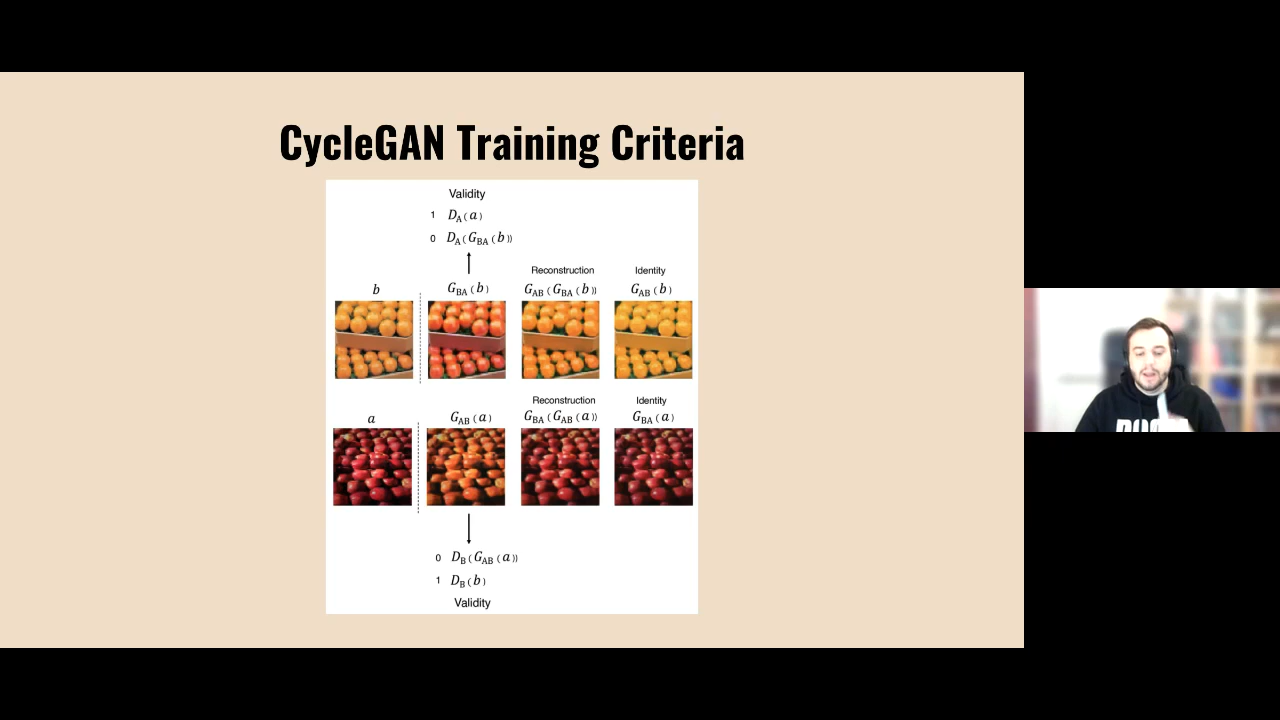 CycleGAN Training Criteria
Validity
1 D_A(a)
0 D_A(G_BA(b))
Reconstruction Identity
b G_BA(b) G_AB(G_BA(b)) G_AB(b)
Reconstruction Identity
a G_AB(a) G_BA(G_AB(a)) G_BA(a)
0 D_B(G_AB(a))
1 D_B(b)
Validity